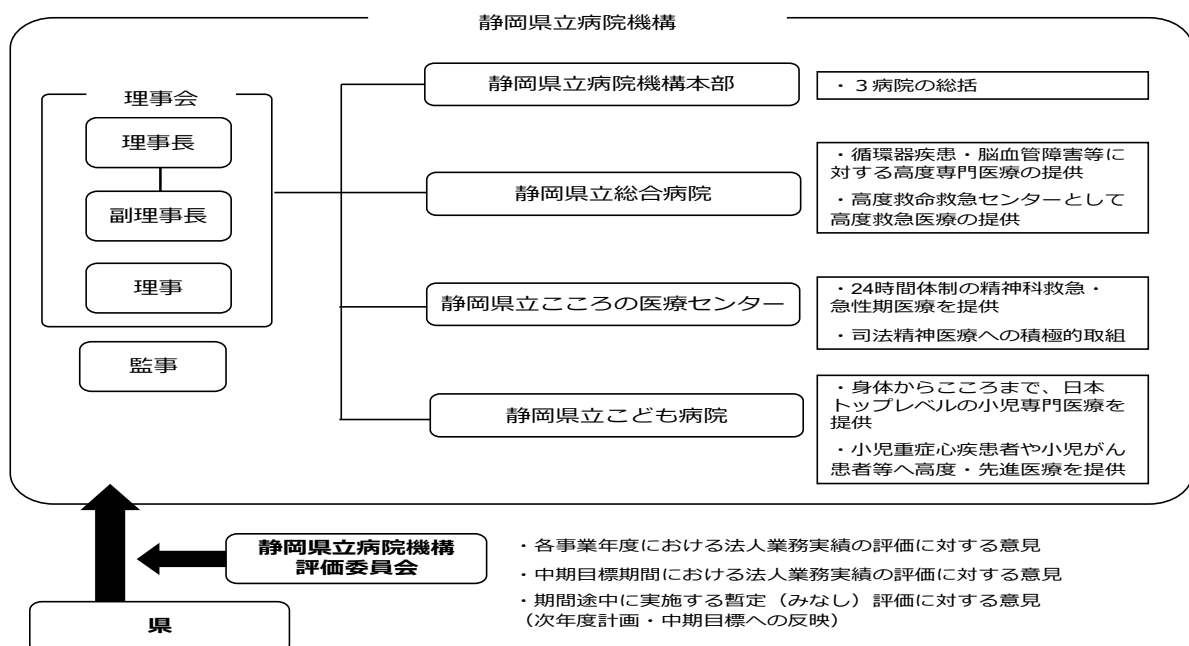 静岡県立病院機構
理事会
理事長
副理事長
理事
監事
静岡県立病院機構本部
・３病院の総括
静岡県立総合病院
・循環器疾患・脳血管障害等に
対する高度専門医療の提供
・高度救命救急センターとして
高度救急医療の提供
静岡県立こころの医療センター
・24時間体制の精神科救急・
急性期医療を提供
・司法精神医療への積極的取組
静岡県立こども病院
・身体からこころまで、日本
トップレベルの小児専門医療を
提供
・小児重症心疾患者や小児がん
患者等へ高度・先進医療を提供
静岡県立病院機構
評価委員会
・各事業年度における法人業務実績の評価に対する意見
・中期目標期間における法人業務実績の評価に対する意見
・期間途中に実施する暫定（みなし）評価に対する意見
（次年度計画・中期目標への反映）
県